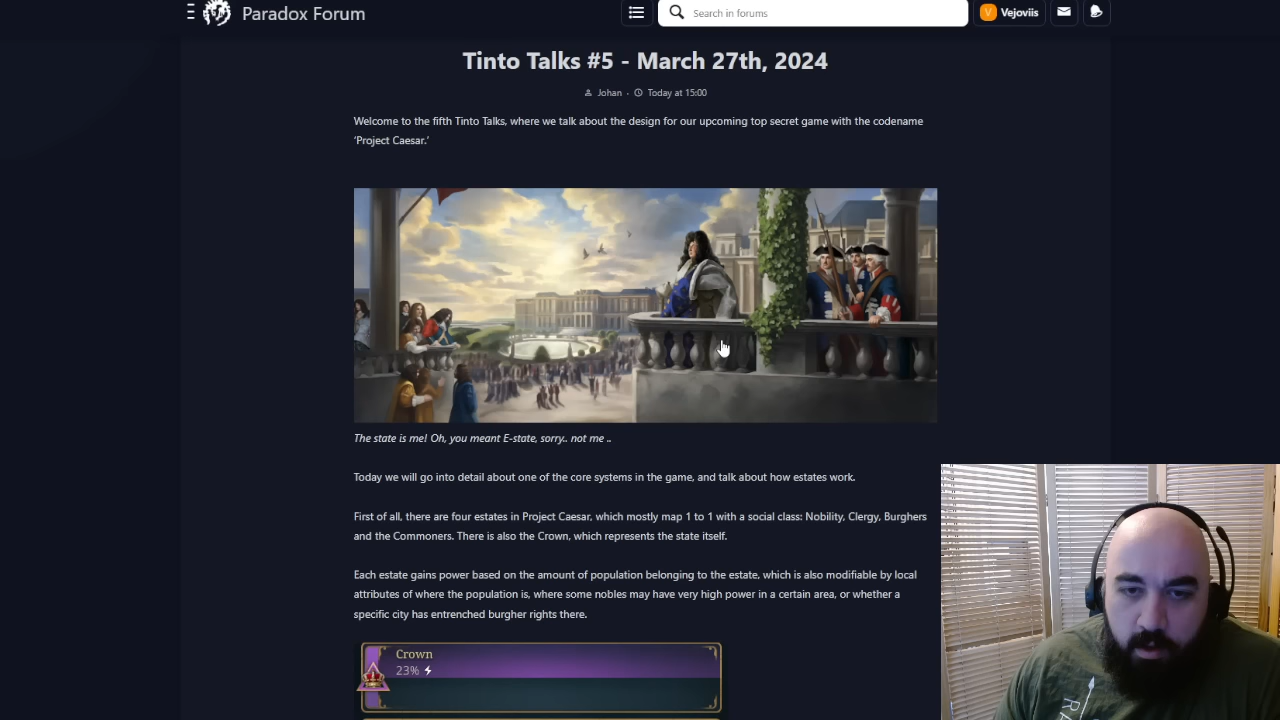 Paradox Forum
Search in forums
V Vejoviis
Tinto Talks #5 - March 27th, 2024
Johan · Today at 15:00
Welcome to the fifth Tinto Talks, where we talk about the design for our upcoming top secret game with the codename
‘Project Caesar.’
The state is me! Oh, you meant E-state, sorry.. not me ..
Today we will go into detail about one of the core systems in the game, and talk about how estates work.
First of all, there are four estates in Project Caesar, which mostly map 1 to 1 with a social class: Nobility, Clergy, Burghers
and the Commoners. There is also the Crown, which represents the state itself.
Each estate gains power based on the amount of population belonging to the estate, which is also modifiable by local
attributes of where the population is, where some nobles may have very high power in a certain area, or whether a
specific city has entrenched burgher rights there.
Crown
23%